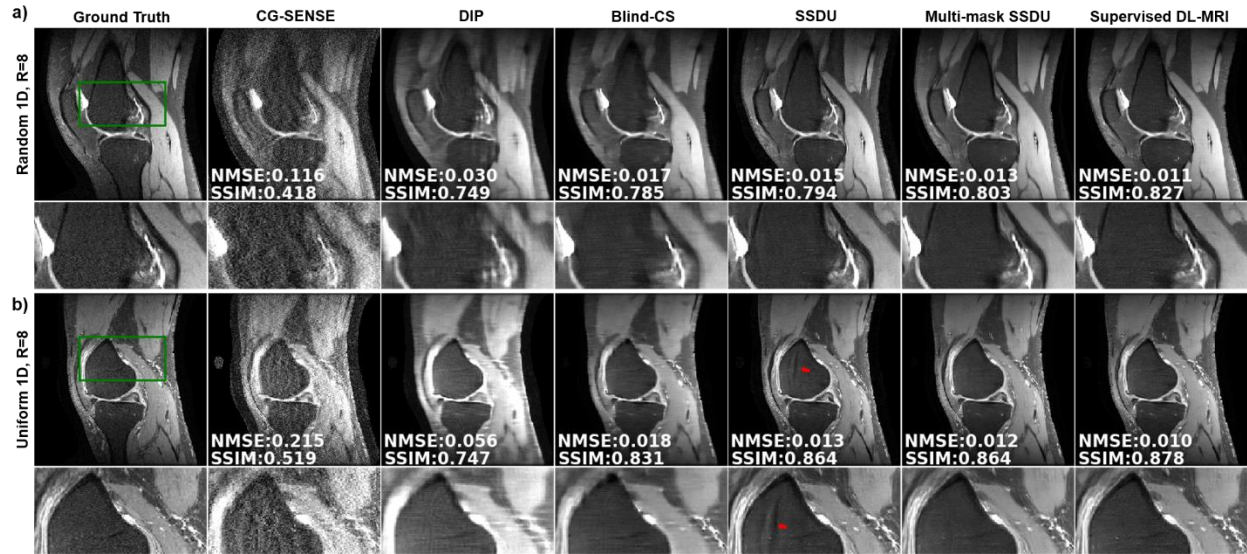 a) Ground Truth CG-SENSE DIP Blind-CS SSDU Multi-mask SSDU Supervised DL-MRI
Random 1D, R=8
NMSE:0.116 NMSE:0.030 NMSE:0.017 NMSE:0.015 NMSE:0.013 NMSE:0.011
SSIM:0.418 SSIM:0.749 SSIM:0.785 SSIM:0.794 SSIM:0.803 SSIM:0.827
b)
Uniform 1D, R=8
NMSE:0.215 NMSE:0.056 NMSE:0.018 NMSE:0.013 NMSE:0.012 NMSE:0.010
SSIM:0.519 SSIM:0.747 SSIM:0.831 SSIM:0.864 SSIM:0.864 SSIM:0.878